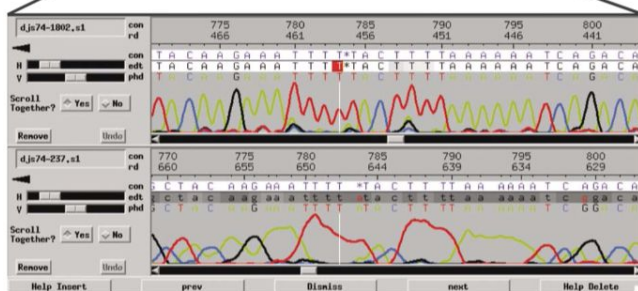 djs74-1802,s1 con 775 781 785 791 795 801
rd 466 461 456 451 446 441
con T A C A A G A A A T T T T * T A C T T T T A A A A A A T C A G A C A
H edt T A C A A G A A A T T T T * T A C T T T T A A A A A A T C A G A C A
V phd
Scroll Together? Yes No
Remove Undo
djs74-237,s1 con 770 775 780 785 790 795 800
rd 660 655 650 644 639 634 629
con G C T A C A A G A A A T T T T * T A C T T T T A A A A A A T C A G A C A
H edt g c t a c a a g a a a t t t t
V phd
Scroll Together? Yes No
Remove Undo
Help Insert prev Dismiss next Help Delete